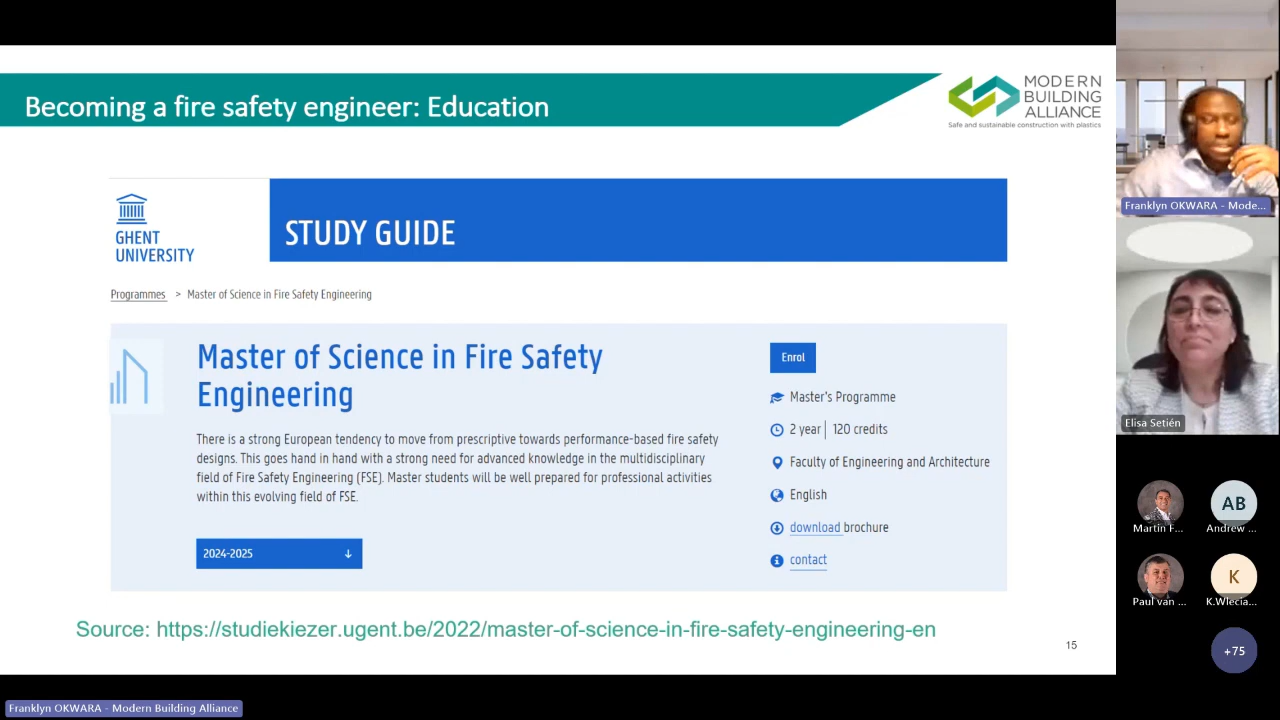 Becoming a fire safety engineer: Education
MODERN
BUILDING
ALLIANCE
Safe and sustainable construction with plastics
GHENT
UNIVERSITY
STUDY GUIDE
Programmes > Master of Science in Fire Safety Engineering
Master of Science in Fire Safety
Engineering
There is a strong European tendency to move from prescriptive towards performance-based fire safety
designs. This goes hand in hand with a strong need for advanced knowledge in the multidisciplinary
field of Fire Safety Engineering (FSE). Master students will be well prepared for professional activities
within this evolving field of FSE.
2024-2025
Enrol
Master's Programme
2 year | 120 credits
Faculty of Engineering and Architecture
English
download brochure
contact
Source: https://studiekiezer.ugent.be/2022/master-of-science-in-fire-safety-engineering-en
15
Franklyn OKWARA - Mode...
Elisa Setién
Martin F...
AB
Andrew ...
Paul van ...
K
K.Wlecia...
+75
Franklyn OKWARA - Modern Building Alliance